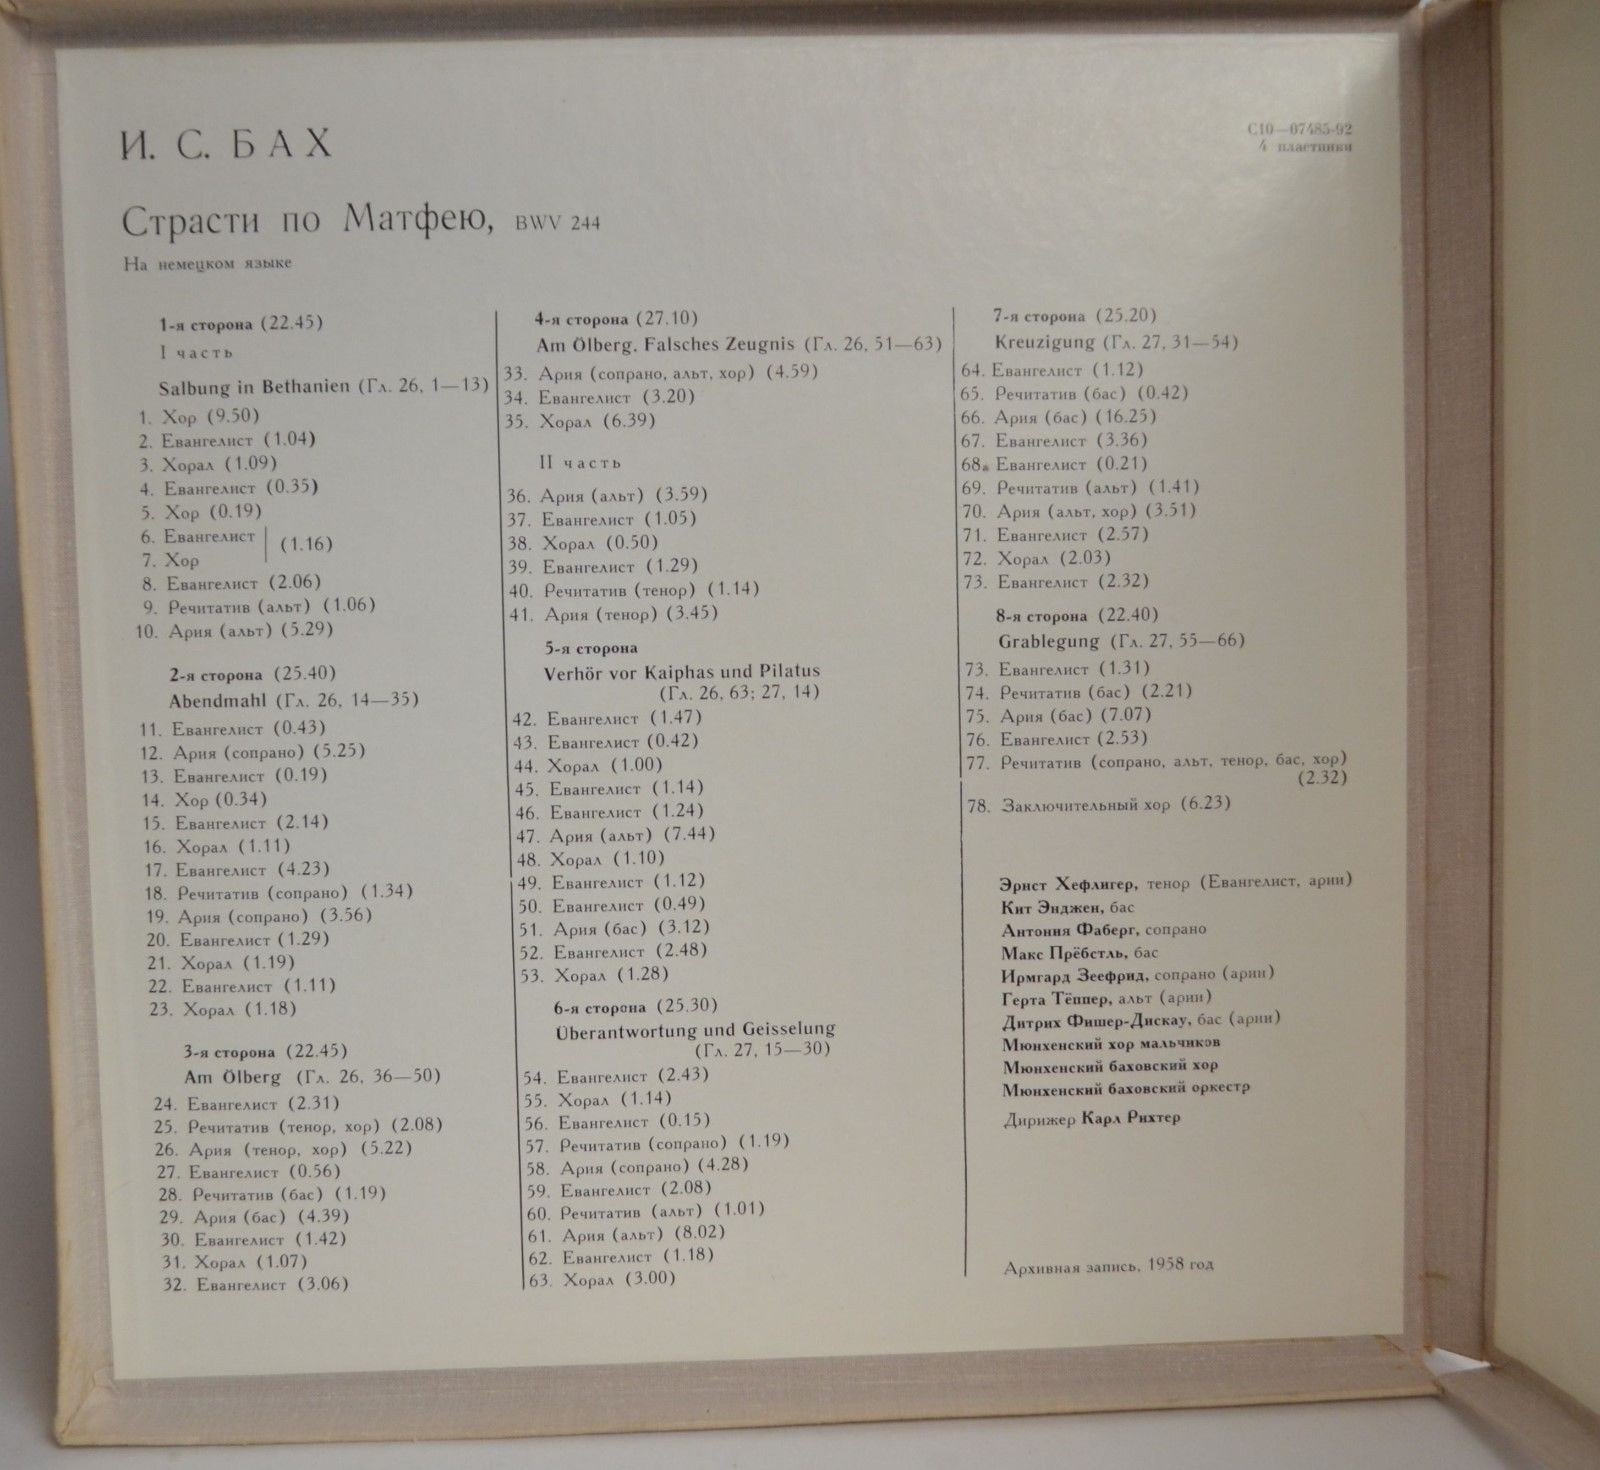 И. С. БАХ
С10—07485-92
4 пластинки
Страсти по Матфею, BWV 244
На немецком языке
1-я сторона (22.45)
I часть
Salbung in Bethanien (Гл. 26, 1—13)
1. Хор (9.50)
2. Евангелист (1.04)
3. Хорал (1.09)
4. Евангелист (0.35)
5. Хор (0.19)
6. Евангелист
(1.16)
7. Хор
8. Евангелист (2.06)
9. Речитатив (альт) (1.06)
10. Ария (альт) (5.29)
2-я сторона (25.40)
Abendmahl (Гл. 26, 14—35)
11. Евангелист (0.43)
12. Ария (сопрано) (5.25)
13. Евангелист (0.19)
14. Хор (0.34)
15. Евангелист (2.14)
16. Хорал (1.11)
17. Евангелист (4.23)
18. Речитатив (сопрано) (1.34)
19. Ария (сопрано) (3.56)
20. Евангелист (1.29)
21. Хорал (1.19)
22. Евангелист (1.11)
23. Хорал (1.18)
3-я сторона (22.45)
Am Ölberg (Гл. 26, 36—50)
24. Евангелист (2.31)
25. Речитатив (тенор, хор) (2.08)
26. Ария (тенор, хор) (5.22)
27. Евангелист (0.56)
28. Речитатив (бас) (1.19)
29. Ария (бас) (4.39)
30. Евангелист (1.42)
31. Хорал (1.07)
32. Евангелист (3.06)
4-я сторона (27.10)
Am Ölberg. Falsches Zeugnis (Гл. 26, 51—63)
33. Ария (сопрано, альт, хор) (4.59)
34. Евангелист (3.20)
35. Хорал (6.39)
II часть
36. Ария (альт) (3.59)
37. Евангелист (1.05)
38. Хорал (0.50)
39. Евангелист (1.29)
40. Речитатив (тенор) (1.14)
41. Ария (тенор) (3.45)
5-я сторона
Verhör vor Kaiphas und Pilatus
(Гл. 26, 63; 27, 14)
42. Евангелист (1.47)
43. Евангелист (0.42)
44. Хорал (1.00)
45. Евангелист (1.14)
46. Евангелист (1.24)
47. Ария (альт) (7.44)
48. Хорал (1.10)
49. Евангелист (1.12)
50. Евангелист (0.49)
51. Ария (бас) (3.12)
52. Евангелист (2.48)
53. Хорал (1.28)
6-я сторона (25.30)
Überantwortung und Geisselung
(Гл. 27, 15—30)
54. Евангелист (2.43)
55. Хорал (1.14)
56. Евангелист (0.15)
57. Речитатив (сопрано) (1.19)
58. Ария (сопрано) (4.28)
59. Евангелист (2.08)
60. Речитатив (альт) (1.01)
61. Ария (альт) (8.02)
62. Евангелист (1.18)
63. Хорал (3.00)
7-я сторона (25.20)
Kreuzigung (Гл. 27, 31—54)
64. Евангелист (1.12)
65. Речитатив (бас) (0.42)
66. Ария (бас) (16.25)
67. Евангелист (3.36)
68а Евангелист (0.21)
69. Речитатив (альт) (1.41)
70. Ария (альт, хор) (3.51)
71. Евангелист (2.57)
72. Хорал (2.03)
73. Евангелист (2.32)
8-я сторона (22.40)
Grablegung (Гл. 27, 55—66)
73. Евангелист (1.31)
74. Речитатив (бас) (2.21)
75. Ария (бас) (7.07)
76. Евангелист (2.53)
77. Речитатив (сопрано, альт, тенор, бас, хор)
(2.32)
78. Заключительный хор (6.23)
Эрнст Хефлигер, тенор (Евангелист, арии)
Кит Энджен, бас
Антония Фаберг, сопрано
Макс Прёбстль, бас
Ирмгард Зеефрид, сопрано (арии)
Герта Тёппер, альт (арии)
Дитрих Фишер-Дискау, бас (арии)
Мюнхенский хор мальчиков
Мюнхенский баховский хор
Мюнхенский баховский оркестр
Дирижер Карл Рихтер
Архивная запись, 1958 год